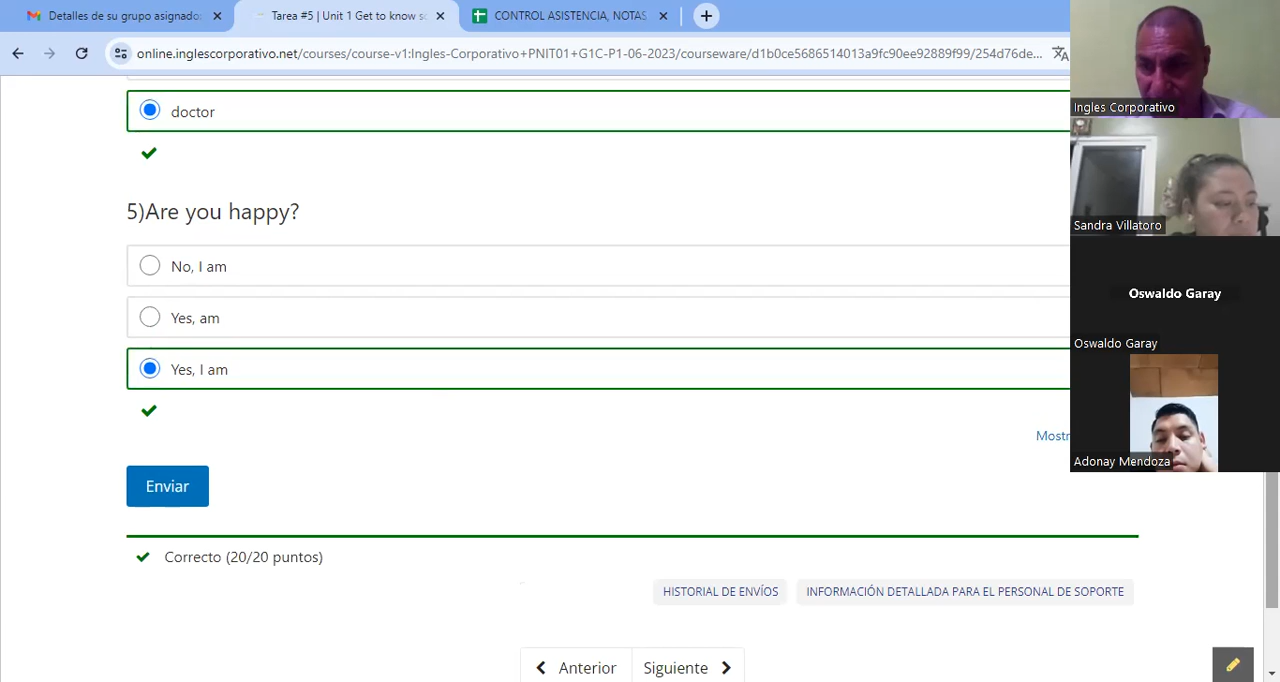 Detalles de su grupo asignado
Tarea #5 | Unit 1 Get to know so
CONTROL ASISTENCIA, NOTAS
online.inglescorporativo.net/courses/course-v1:Ingles-Corporativo+PNIT01+G1C-P1-06-2023/courseware/d1b0ce5686514013a9fc90ee92889f99/254d76de...
doctor
5)Are you happy?
No, I am
Yes, am
Yes, I am
Mostr
Enviar
Correcto (20/20 puntos)
HISTORIAL DE ENVÍOS
INFORMACIÓN DETALLADA PARA EL PERSONAL DE SOPORTE
Anterior
Siguiente
Ingles Corporativo
Sandra Villatoro
Oswaldo Garay
Oswaldo Garay
Adonay Mendoza